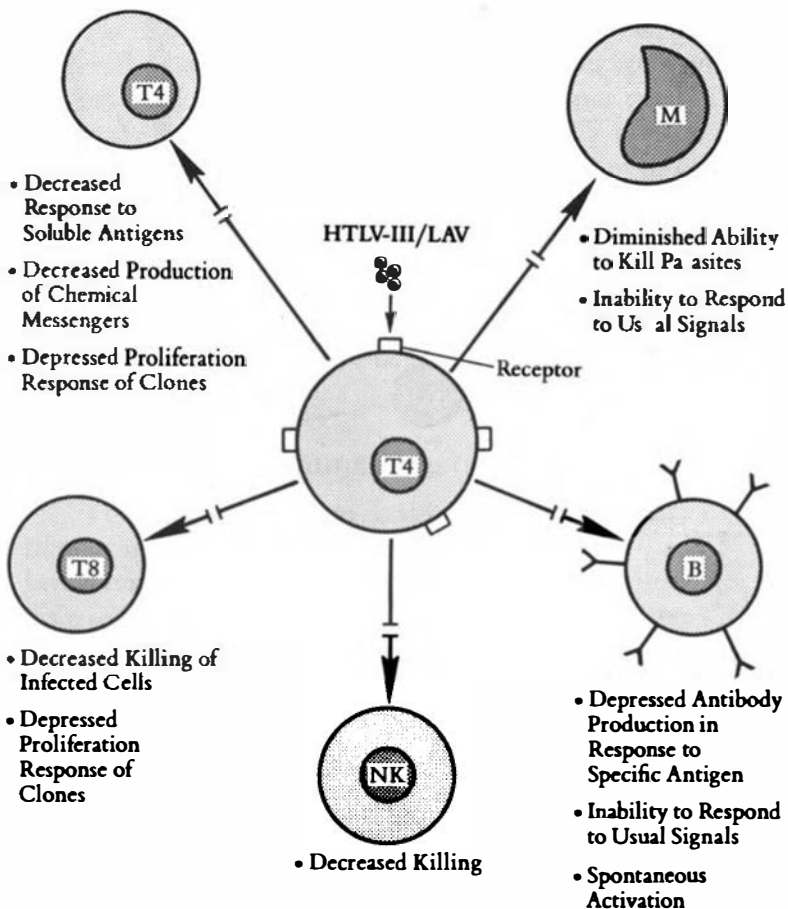 T4
M
• Decreased
Response to
Soluble Antigens
• Decreased Production
of Chemical
Messengers
• Depressed Proliferation
Response of Clones
HTLV-III/LAV
• Diminished Ability
to Kill Pa asites
• Inability to Respond
to Us al Signals
Receptor
T4
T8
B
• Decreased Killing of
Infected Cells
• Depressed
Proliferation
Response of
Clones
NK
• Decreased Killing
• Depressed Antibody
Production in
Response to
Specific Antigen
• Inability to Respond
to Usual Signals
• Spontaneous
Activation